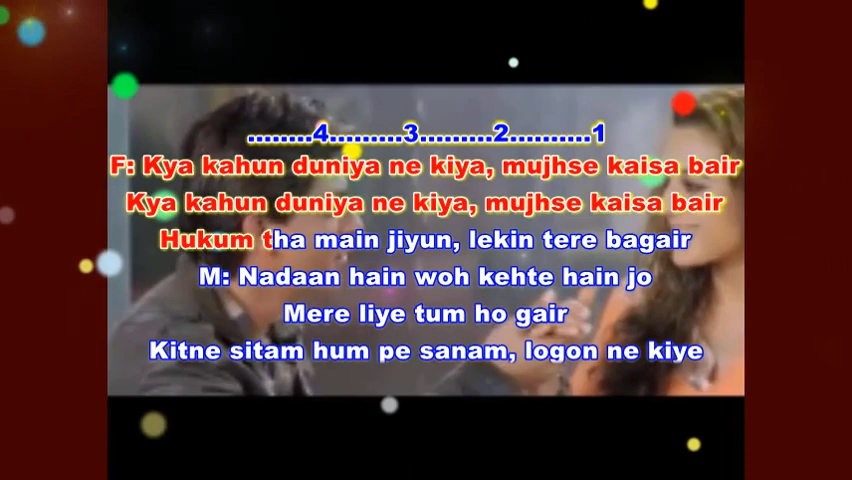 ........4.........3.........2..........1
F: Kya kahun duniya ne kiya, mujhse kaisa bair
Kya kahun duniya ne kiya, mujhse kaisa bair
Hukum tha main jiyun, lekin tere bagair
M: Nadaan hain woh kehte hain jo
Mere liye tum ho gair
Kitne sitam hum pe sanam, logon ne kiye